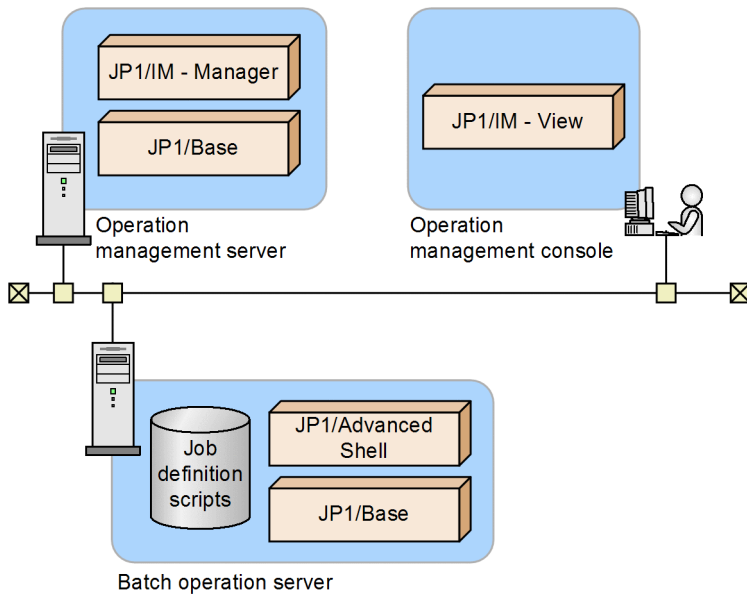 JP1/IM - Manager
JP1/Base
JP1/IM - View
Operation
management server
Operation
management console
Job
definition
scripts
JP1/Advanced
Shell
JP1/Base
Batch operation server